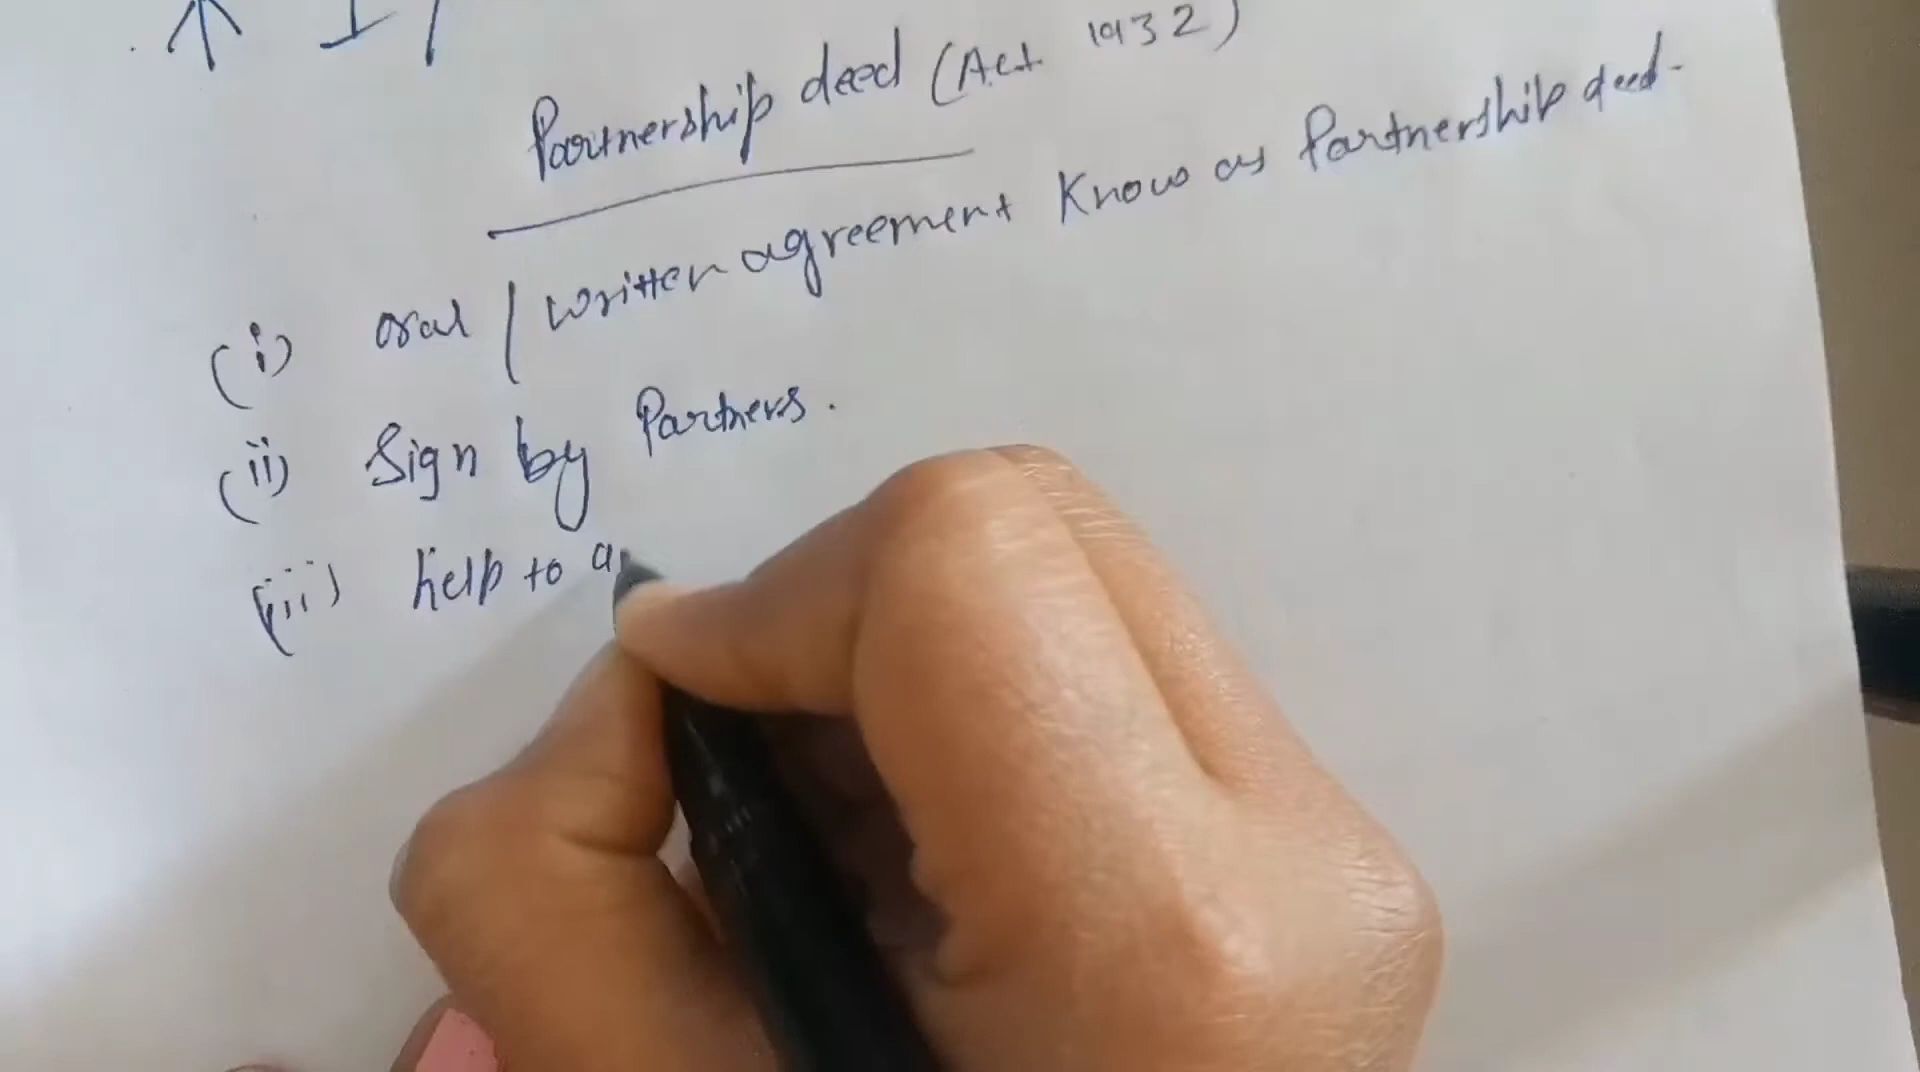 Partnership deed (Act 1932)
(i) oral / written agreement Know as Partnership deed.
(ii) Sign by Partners.
(iii) help to